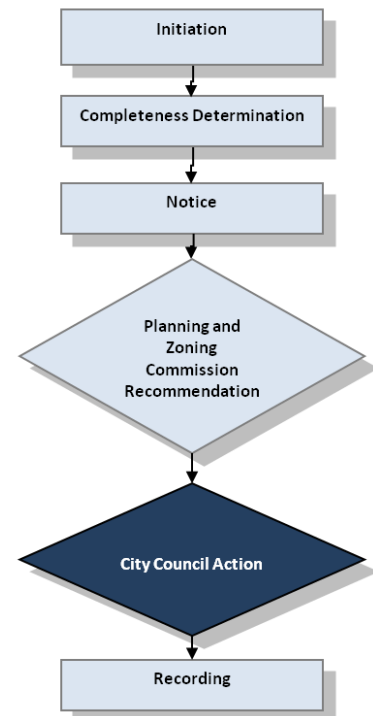 Initiation
Completeness Determination
Notice
Planning and
Zoning
Commission
Recommendation
City Council Action
Recording